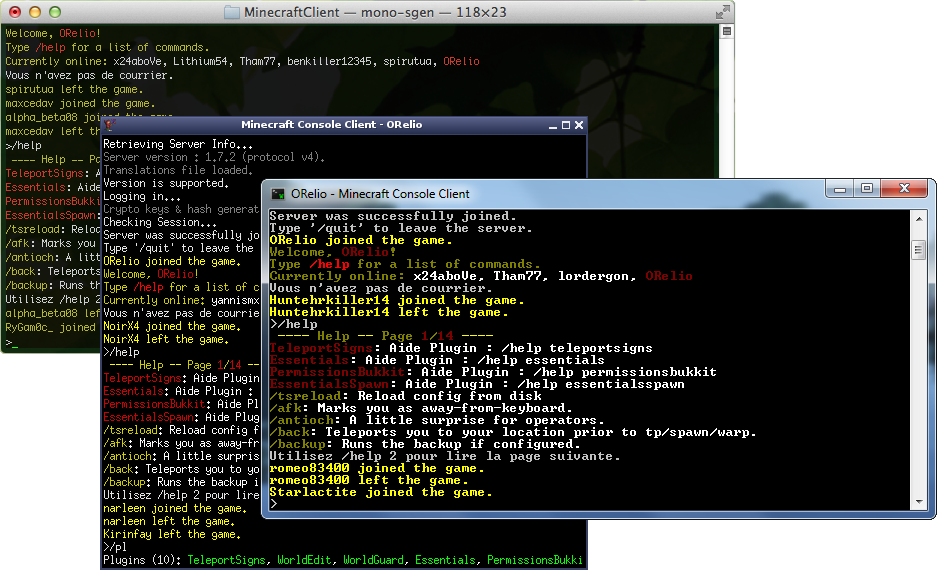 MinecraftClient — mono-sgen — 118×23
Welcome, ORelio!
Type /help for a list of commands.
Currently online: x24aboVe, Lithium54, Tham77, benkiller12345, spirutua, ORelio
Vous n'avez pas de courrier.
spirutua left the game.
maxcedav joined the game.
alpha_beta08 joined the game.
maxcedav left th
>/help
---- Help -- Pa
TeleportSigns: A
Essentials: Aide
PermissionsBukki
EssentialsSpawn:
/tsreload: Reloa
/afk: Marks you
/antioch: A litt
/backup: Teleports
/backup: Runs th
Utilisez /help 2
alpha_beta08 lef
RyGam0c_ joined
>_
Minecraft Console Client - ORelio
Retrieving Server Info...
Server version : 1.7.2 (protocol v4).
Translations file loaded.
Version is supported.
Logging in...
Crypto keys & hash generat
Checking Session...
Server was successfully jo
Type '/quit' to leave the
ORelio joined the game.
Welcome, ORelio!
Type /help for a list of c
Currently online: yannismx
Vous n'avez pas de courrie
NoirX4 joined the game.
NoirX4 left the game.
>/help
---- Help -- Page 1/14 ----
TeleportSigns: Aide Plugin
Essentials: Aide Plugin :
PermissionsBukkit: Aide Pl
EssentialsSpawn: Aide Plug
/tsreload: Reload config f
/afk: Marks you as away-fr
/antioch: A little surpris
/back: Teleports you to yo
/backup: Runs the backup i
Utilisez /help 2 pour lire
narleen joined the game.
narleen left the game.
Kirinfay left the game.
>/pl
Plugins (10): TeleportSigns, WorldEdit, WorldGuard, Essentials, PermissionsBukki
ORelio - Minecraft Console Client
Server was successfully joined.
Type '/quit' to leave the server.
ORelio joined the game.
Welcome, ORelio!
Type /help for a list of commands.
Currently online: x24aboVe, Tham77, lordergon, ORelio
Vous n'avez pas de courrier.
Huntehrkiller14 joined the game.
Huntehrkiller14 left the game.
>/help
---- Help -- Page 1/14 ----
TeleportSigns: Aide Plugin : /help teleportsigns
Essentials: Aide Plugin : /help essentials
PermissionsBukkit: Aide Plugin : /help permissionsbukkit
EssentialsSpawn: Aide Plugin : /help essentialsspawn
/tsreload: Reload config from disk
/afk: Marks you as away-from-keyboard.
/antioch: A little surprise for operators.
/back: Teleports you to your location prior to tp/spawn/warp.
/backup: Runs the backup if configured.
Utilisez /help 2 pour lire la page suivante.
romeo83400 joined the game.
romeo83400 left the game.
Starlactite joined the game.
>